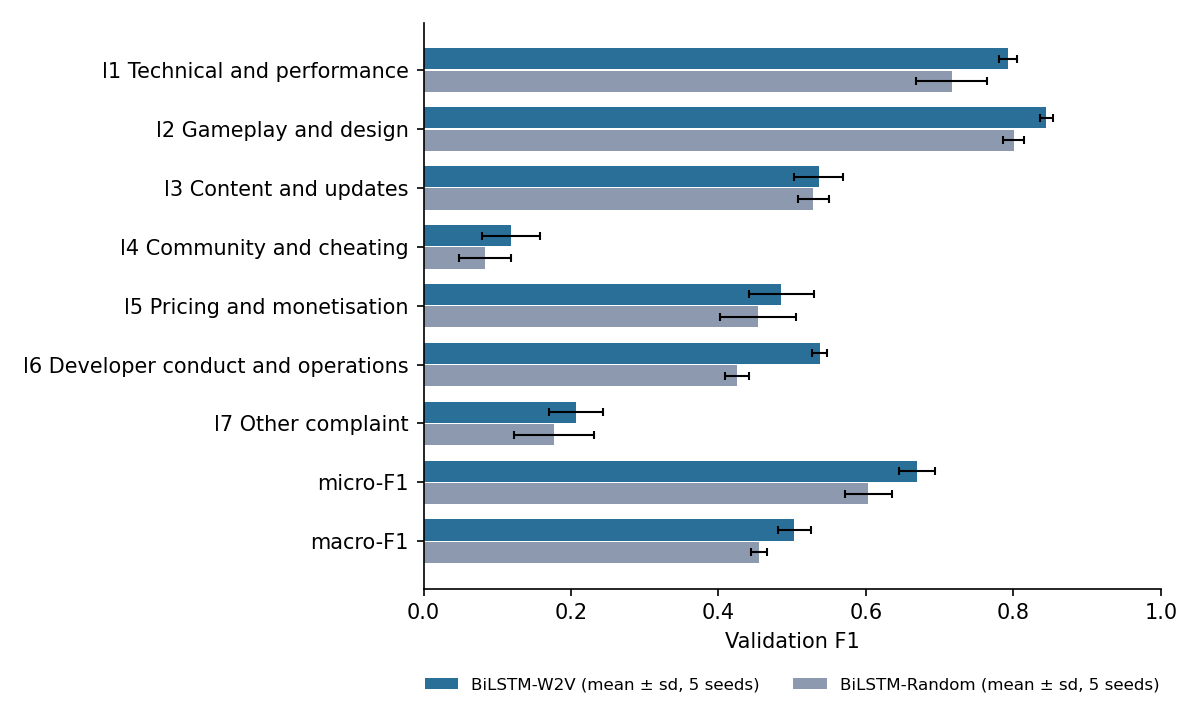 I1 Technical and performance
I2 Gameplay and design
I3 Content and updates
I4 Community and cheating
I5 Pricing and monetisation
I6 Developer conduct and operations
I7 Other complaint
micro-F1
macro-F1
0.0 0.2 0.4 0.6 0.8 1.0
Validation F1
BiLSTM-W2V (mean ± sd, 5 seeds) BiLSTM-Random (mean ± sd, 5 seeds)